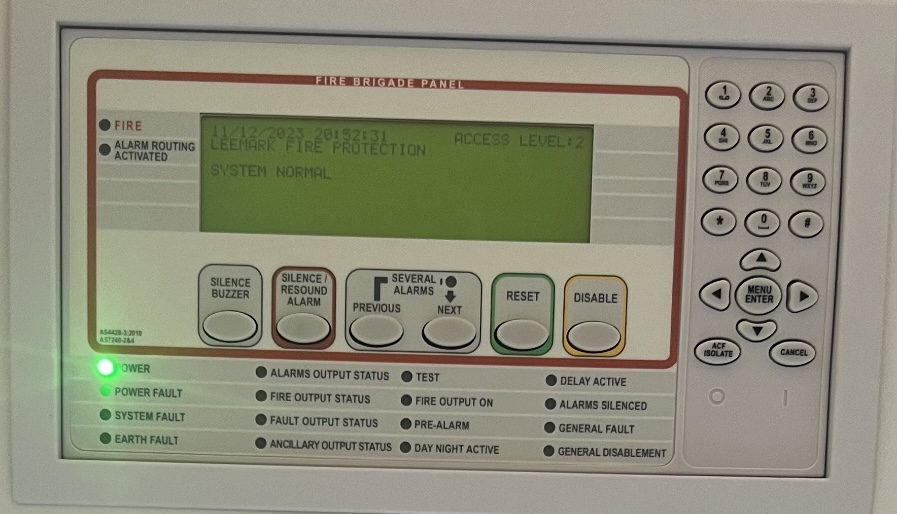 FIRE BRIGADE PANEL
FIRE
ALARM ROUTING
ACTIVATED
11/12/2023 20:52:31 ACCESS LEVEL:2
LEEMARK FIRE PROTECTION
SYSTEM NORMAL
SILENCE
BUZZER
SILENCE /
RESOUND
ALARM
SEVERAL
ALARMS
PREVIOUS
NEXT
RESET
DISABLE
AS4428-3:2010
POWER
POWER FAULT
SYSTEM FAULT
EARTH FAULT
ALARMS OUTPUT STATUS
FIRE OUTPUT STATUS
FAULT OUTPUT STATUS
ANCILLARY OUTPUT STATUS
TEST
FIRE OUTPUT ON
PRE-ALARM
DAY NIGHT ACTIVE
DELAY ACTIVE
ALARMS SILENCED
GENERAL FAULT
GENERAL DISABLEMENT
1
2 ABC
3 DEF
4 GHI
5 JKL
6 MNO
7 PQRS
8 TUV
9 WXYZ
*
0
#
MENU
ENTER
ACF
ISOLATE
CANCEL